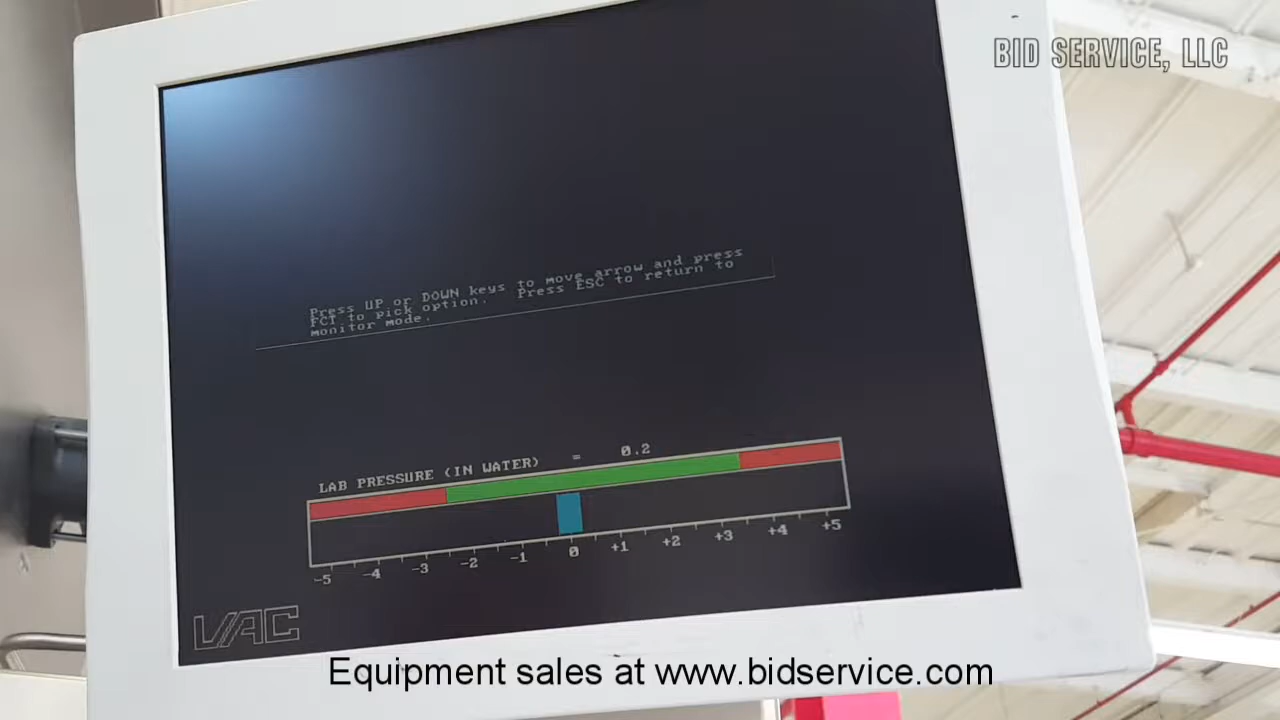 BID SERVICE, LLC
Press UP or DOWN keys to move arrow and press
FCT to pick option. Press ESC to return to
monitor mode.
LAB PRESSURE (IN WATER) = 0.2
-5 -4 -3 -2 -1 0 +1 +2 +3 +4 +5
VAC
Equipment sales at www.bidservice.com